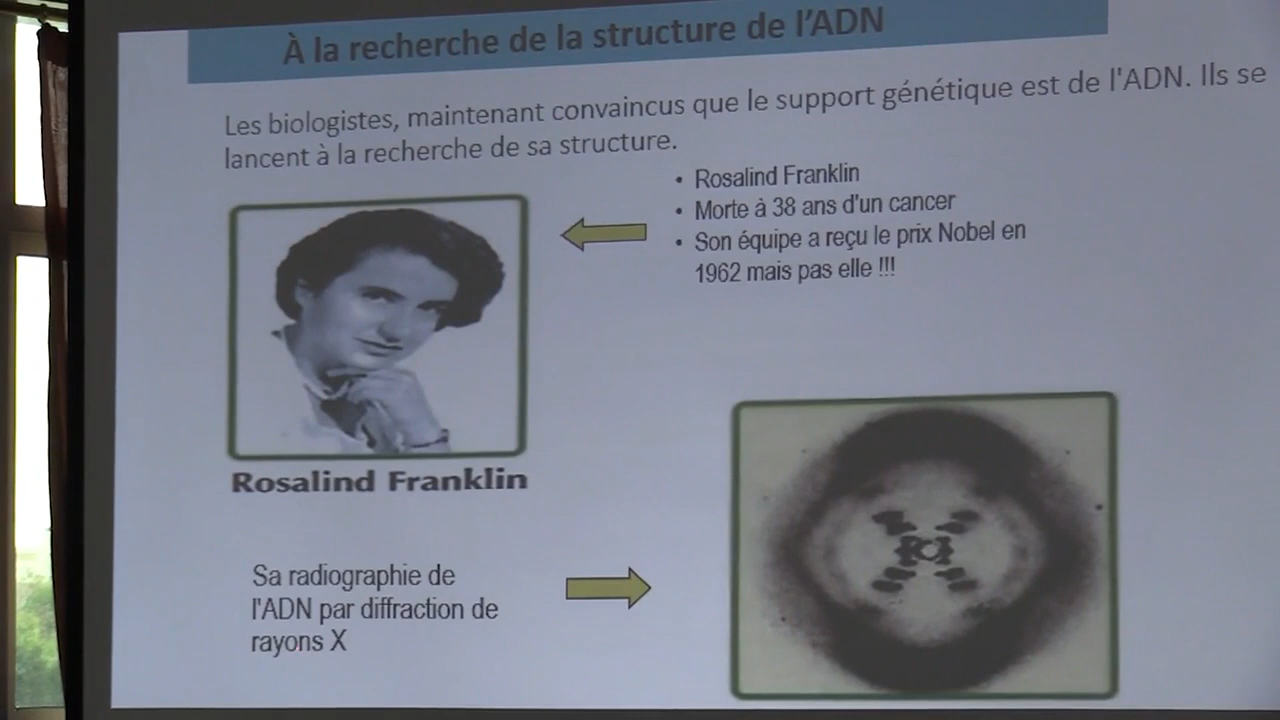 À la recherche de la structure de l'ADN
Les biologistes, maintenant convaincus que le support génétique est de l'ADN. Ils se
lancent à la recherche de sa structure.
• Rosalind Franklin
• Morte à 38 ans d'un cancer
• Son équipe a reçu le prix Nobel en
1962 mais pas elle !!!
Rosalind Franklin
Sa radiographie de
l'ADN par diffraction de
rayons X